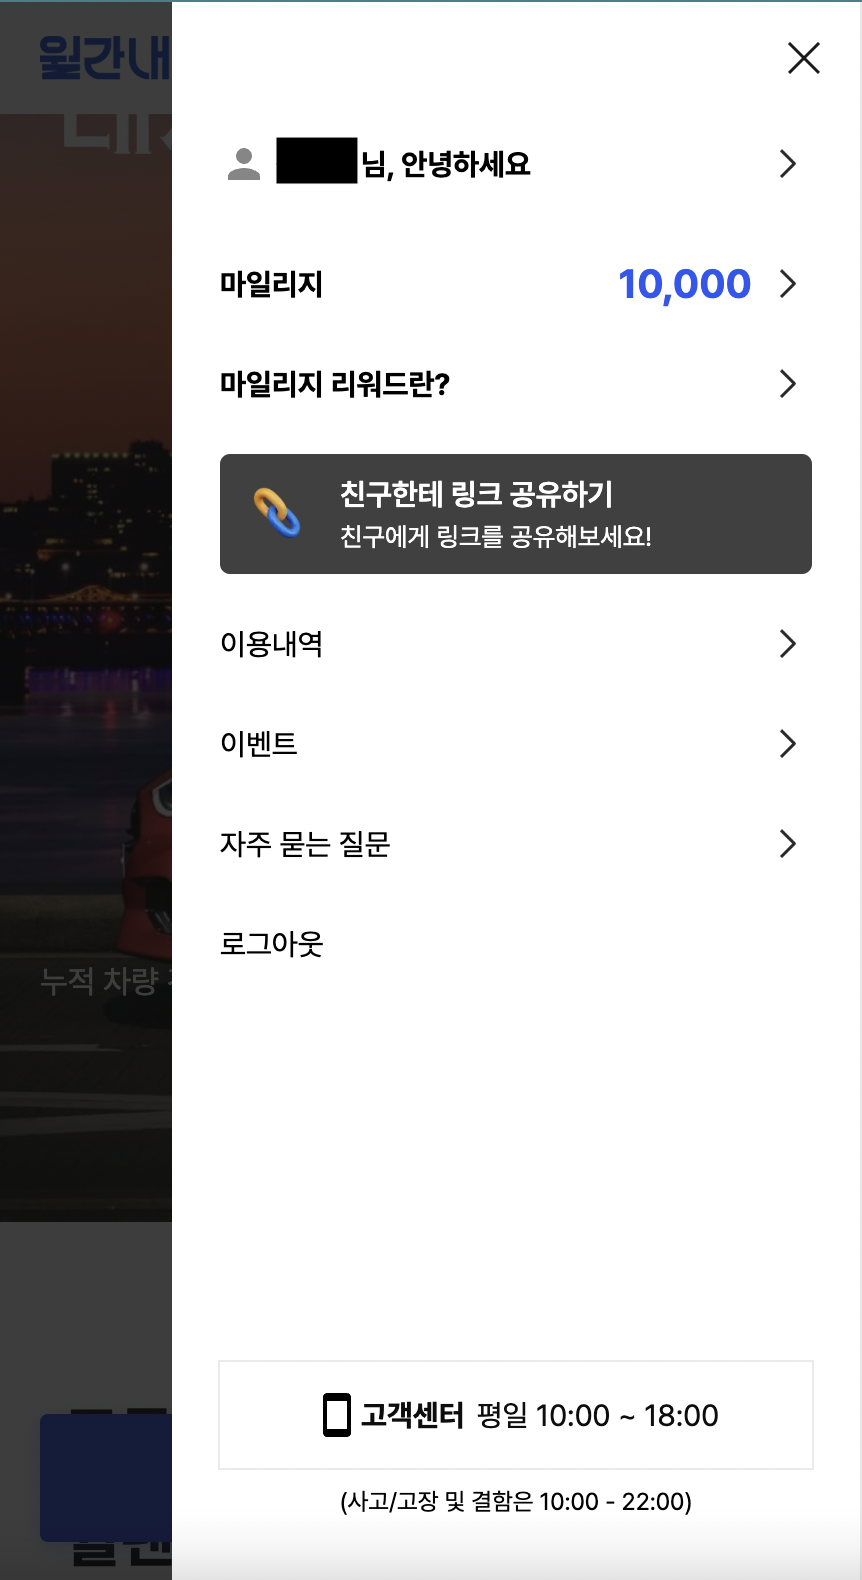 월간내
님, 안녕하세요
마일리지 10,000
마일리지 리워드란?
친구한테 링크 공유하기
친구에게 링크를 공유해보세요!
이용내역
이벤트
자주 묻는 질문
로그아웃
누적 차량
고객센터 평일 10:00 ~ 18:00
(사고/고장 및 결함은 10:00 - 22:00)